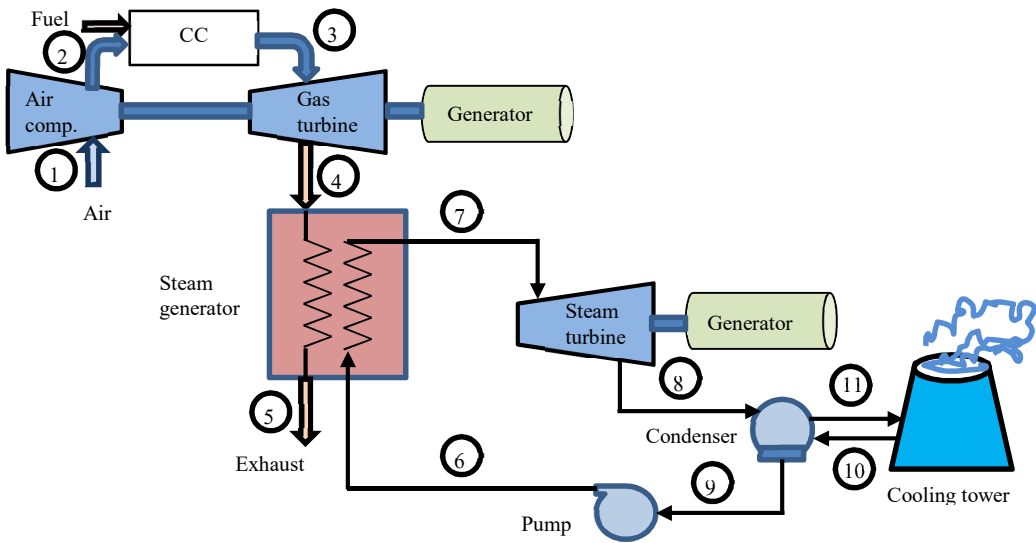 Fuel
CC
2
3
Air
comp.
Gas
turbine
Generator
1
4
Air
7
Steam
generator
Steam
turbine
Generator
8
11
5
Condenser
Exhaust
6
9
10
Cooling tower
Pump